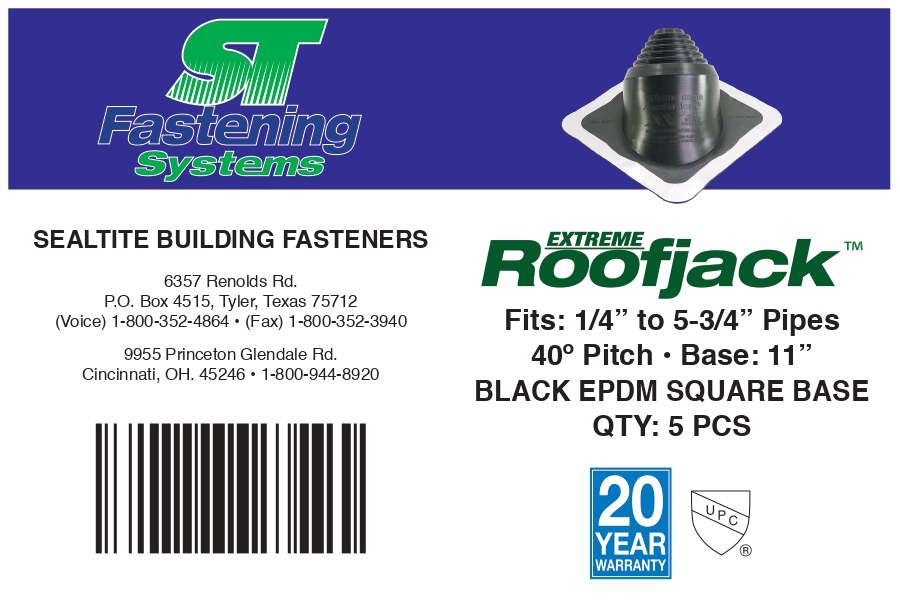 ST
Fastening
Systems
SEALTITE BUILDING FASTENERS
6357 Renolds Rd.
P.O. Box 4515, Tyler, Texas 75712
(Voice) 1-800-352-4864 • (Fax) 1-800-352-3940
9955 Princeton Glendale Rd.
Cincinnati, OH. 45246 • 1-800-944-8920
EXTREME
Roofjack™
Fits: 1/4” to 5-3/4” Pipes
40º Pitch • Base: 11”
BLACK EPDM SQUARE BASE
QTY: 5 PCS
20
YEAR
WARRANTY
UPC
®